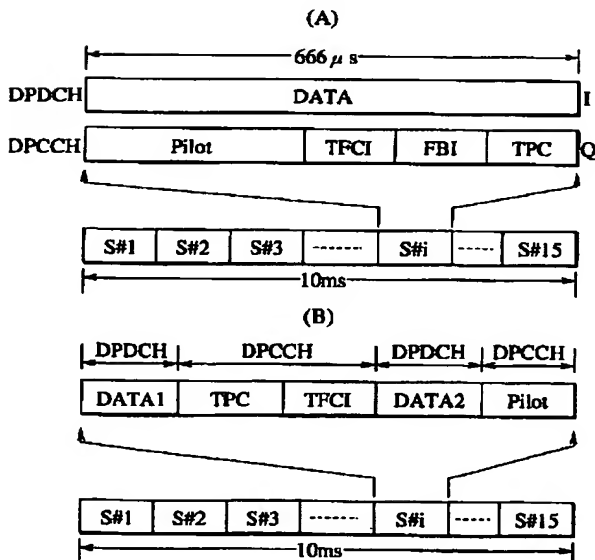 (A)
666 μ s
DPDCH DATA I
DPCCH Pilot TFCI FBI TPC Q
S#1 S#2 S#3 ------ S#i ----- S#15
10ms
(B)
DPDCH DPCCH DPDCH DPCCH
DATA1 TPC TFCI DATA2 Pilot
S#1 S#2 S#3 ------ S#i ----- S#15
10ms